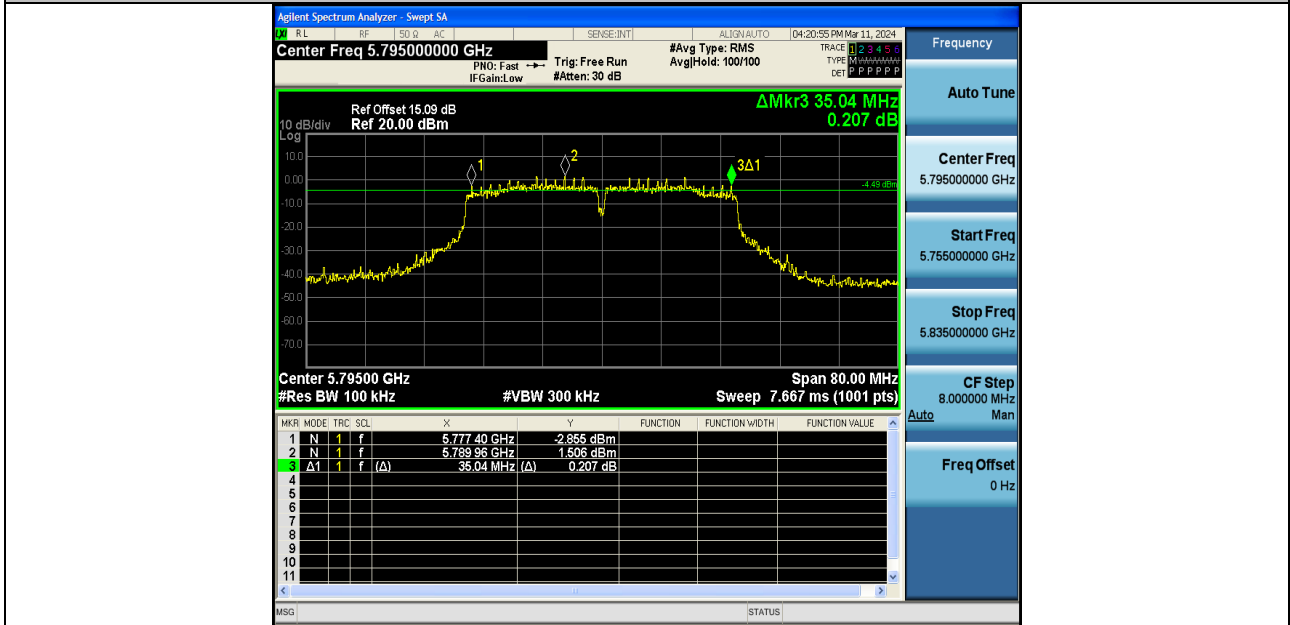 Agilent Spectrum Analyzer - Swept SA
LXI RL RF 50 Ω AC SENSE:INT ALIGN AUTO 04:20:55 PM Mar 11, 2024
Center Freq 5.795000000 GHz
#Avg Type: RMS
TRACE 1 2 3 4 5 6
PNO: Fast
Trig: Free Run
Avg|Hold: 100/100
TYPE M
IFGain:Low
#Atten: 30 dB
DET P P P P P P
Frequency
ΔMkr3 35.04 MHz
0.207 dB
Ref Offset 15.09 dB
10 dB/div Ref 20.00 dBm
Log
10.0
0.00
-10.0
-20.0
-30.0
-40.0
-50.0
-60.0
-70.0
1
2
3Δ1
-4.49 dBm
Center 5.79500 GHz Span 80.00 MHz
#Res BW 100 kHz #VBW 300 kHz Sweep 7.667 ms (1001 pts)
MKR MODE TRC SCL X Y FUNCTION FUNCTION WIDTH FUNCTION VALUE
1 N 1 f 5.777 40 GHz -2.855 dBm
2 N 1 f 5.789 96 GHz 1.506 dBm
3 Δ1 1 f (Δ) 35.04 MHz (Δ) 0.207 dB
4
5
6
7
8
9
10
11
MSG STATUS
Auto Tune
Center Freq
5.795000000 GHz
Start Freq
5.755000000 GHz
Stop Freq
5.835000000 GHz
CF Step
8.000000 MHz
Auto Man
Freq Offset
0 Hz